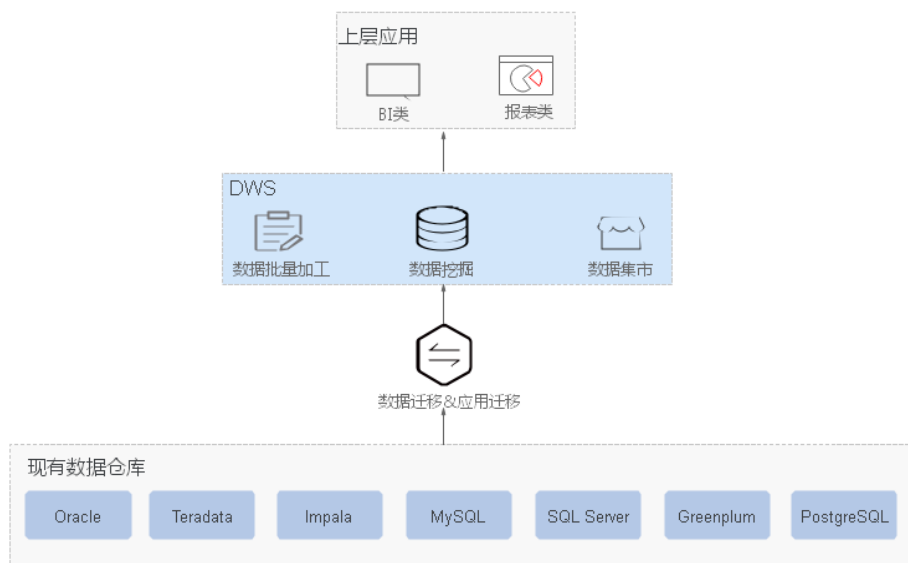 上层应用
BI类
报表类
DWS
数据批量加工
数据挖掘
数据集市
数据迁移&应用迁移
现有数据仓库
Oracle
Teradata
Impala
MySQL
SQL Server
Greenplum
PostgreSQL